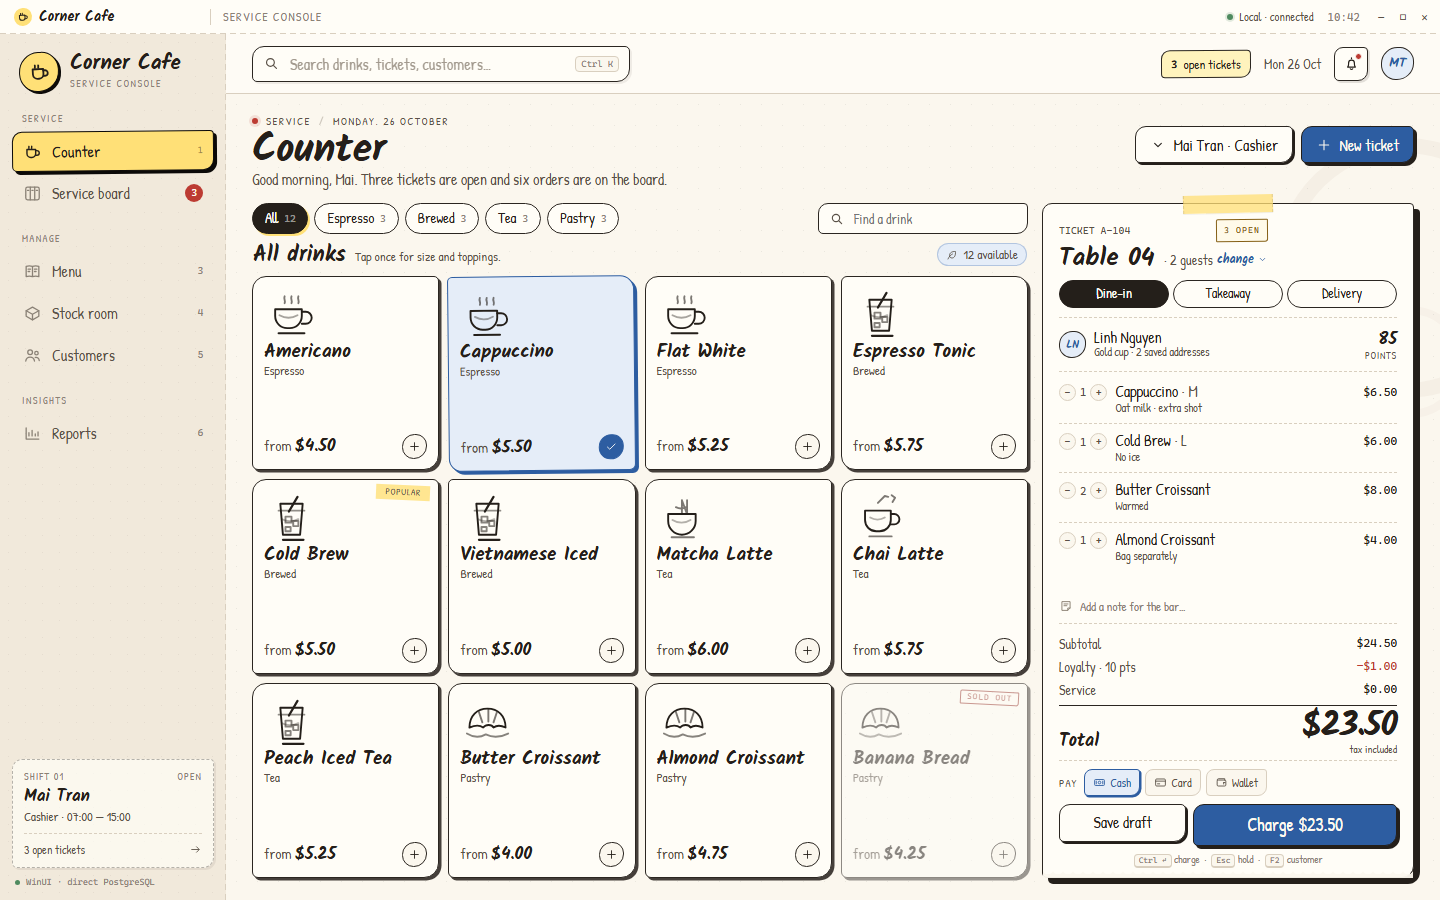 Corner Cafe
SERVICE CONSOLE
Local · connected
10:42
Corner Cafe
SERVICE CONSOLE
Search drinks, tickets, customers...
Ctrl K
3 open tickets
Mon 26 Oct
MT
SERVICE
Counter 1
Service board 3
MANAGE
Menu 3
Stock room 4
Customers 5
INSIGHTS
Reports 6
SHIFT 01 OPEN
Mai Tran
Cashier · 07:00 — 15:00
3 open tickets →
WinUI · direct PostgreSQL
SERVICE / MONDAY, 26 OCTOBER
Counter
Good morning, Mai. Three tickets are open and six orders are on the board.
Mai Tran · Cashier
+ New ticket
All 12
Espresso 3
Brewed 3
Tea 3
Pastry 3
Find a drink
All drinks Tap once for size and toppings.
12 available
Americano
Espresso
from $4.50
Cappuccino
Espresso
from $5.50
Flat White
Espresso
from $5.25
Espresso Tonic
Brewed
from $5.75
POPULAR
Cold Brew
Brewed
from $5.50
Vietnamese Iced
Brewed
from $5.00
Matcha Latte
Tea
from $6.00
Chai Latte
Tea
from $5.75
Peach Iced Tea
Tea
from $5.25
Butter Croissant
Pastry
from $4.00
Almond Croissant
Pastry
from $4.75
SOLD OUT
Banana Bread
Pastry
from $4.25
TICKET A-104
3 OPEN
Table 04 · 2 guests change
Dine-in
Takeaway
Delivery
LN
Linh Nguyen
Gold cup · 2 saved addresses
85
POINTS
− 1 + Cappuccino · M $6.50
Oat milk · extra shot
− 1 + Cold Brew · L $6.00
No ice
− 2 + Butter Croissant $8.00
Warmed
− 1 + Almond Croissant $4.00
Bag separately
Add a note for the bar...
Subtotal $24.50
Loyalty · 10 pts −$1.00
Service $0.00
Total $23.50
tax included
PAY
Cash
Card
Wallet
Save draft
Charge $23.50
Ctrl ↵ charge · Esc hold · F2 customer